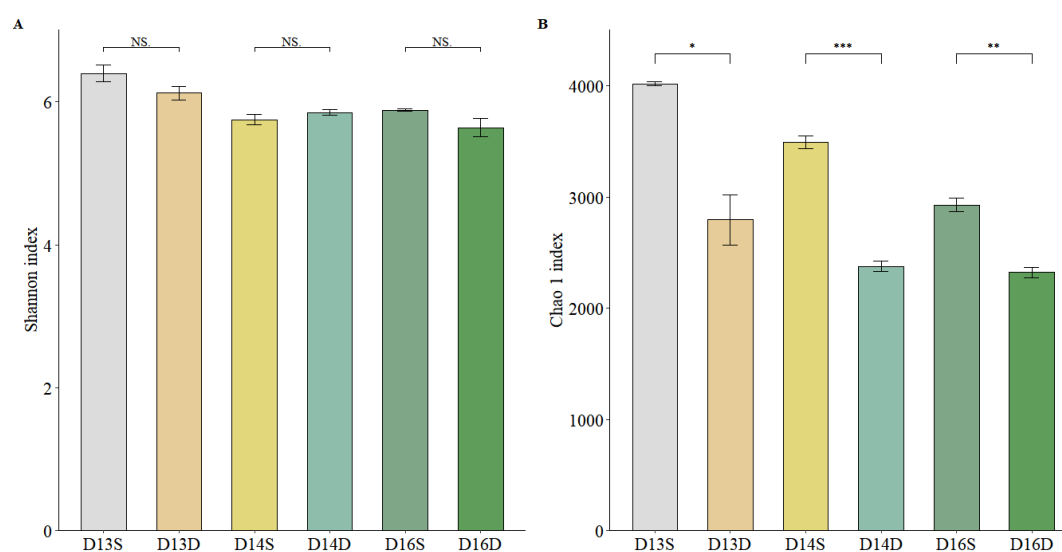 A
NS.
NS.
NS.
6
4
2
0
Shannon index
D13S
D13D
D14S
D14D
D16S
D16D
B
*
***
**
4000
3000
2000
1000
0
Chao 1 index
D13S
D13D
D14S
D14D
D16S
D16D